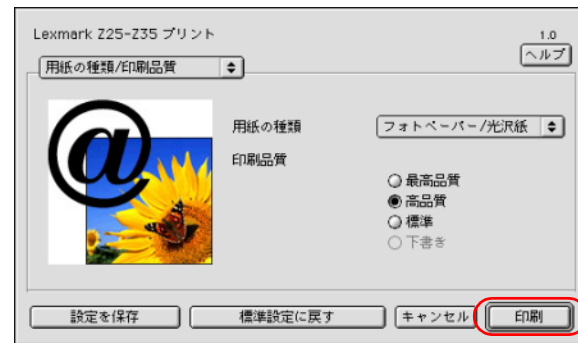 Lexmark Z25-Z35 プリント
1.0
ヘルプ
用紙の種類/印刷品質
用紙の種類
フォトペーパー/光沢紙
印刷品質
最高品質
高品質
標準
下書き
設定を保存
標準設定に戻す
キャンセル
印刷
@